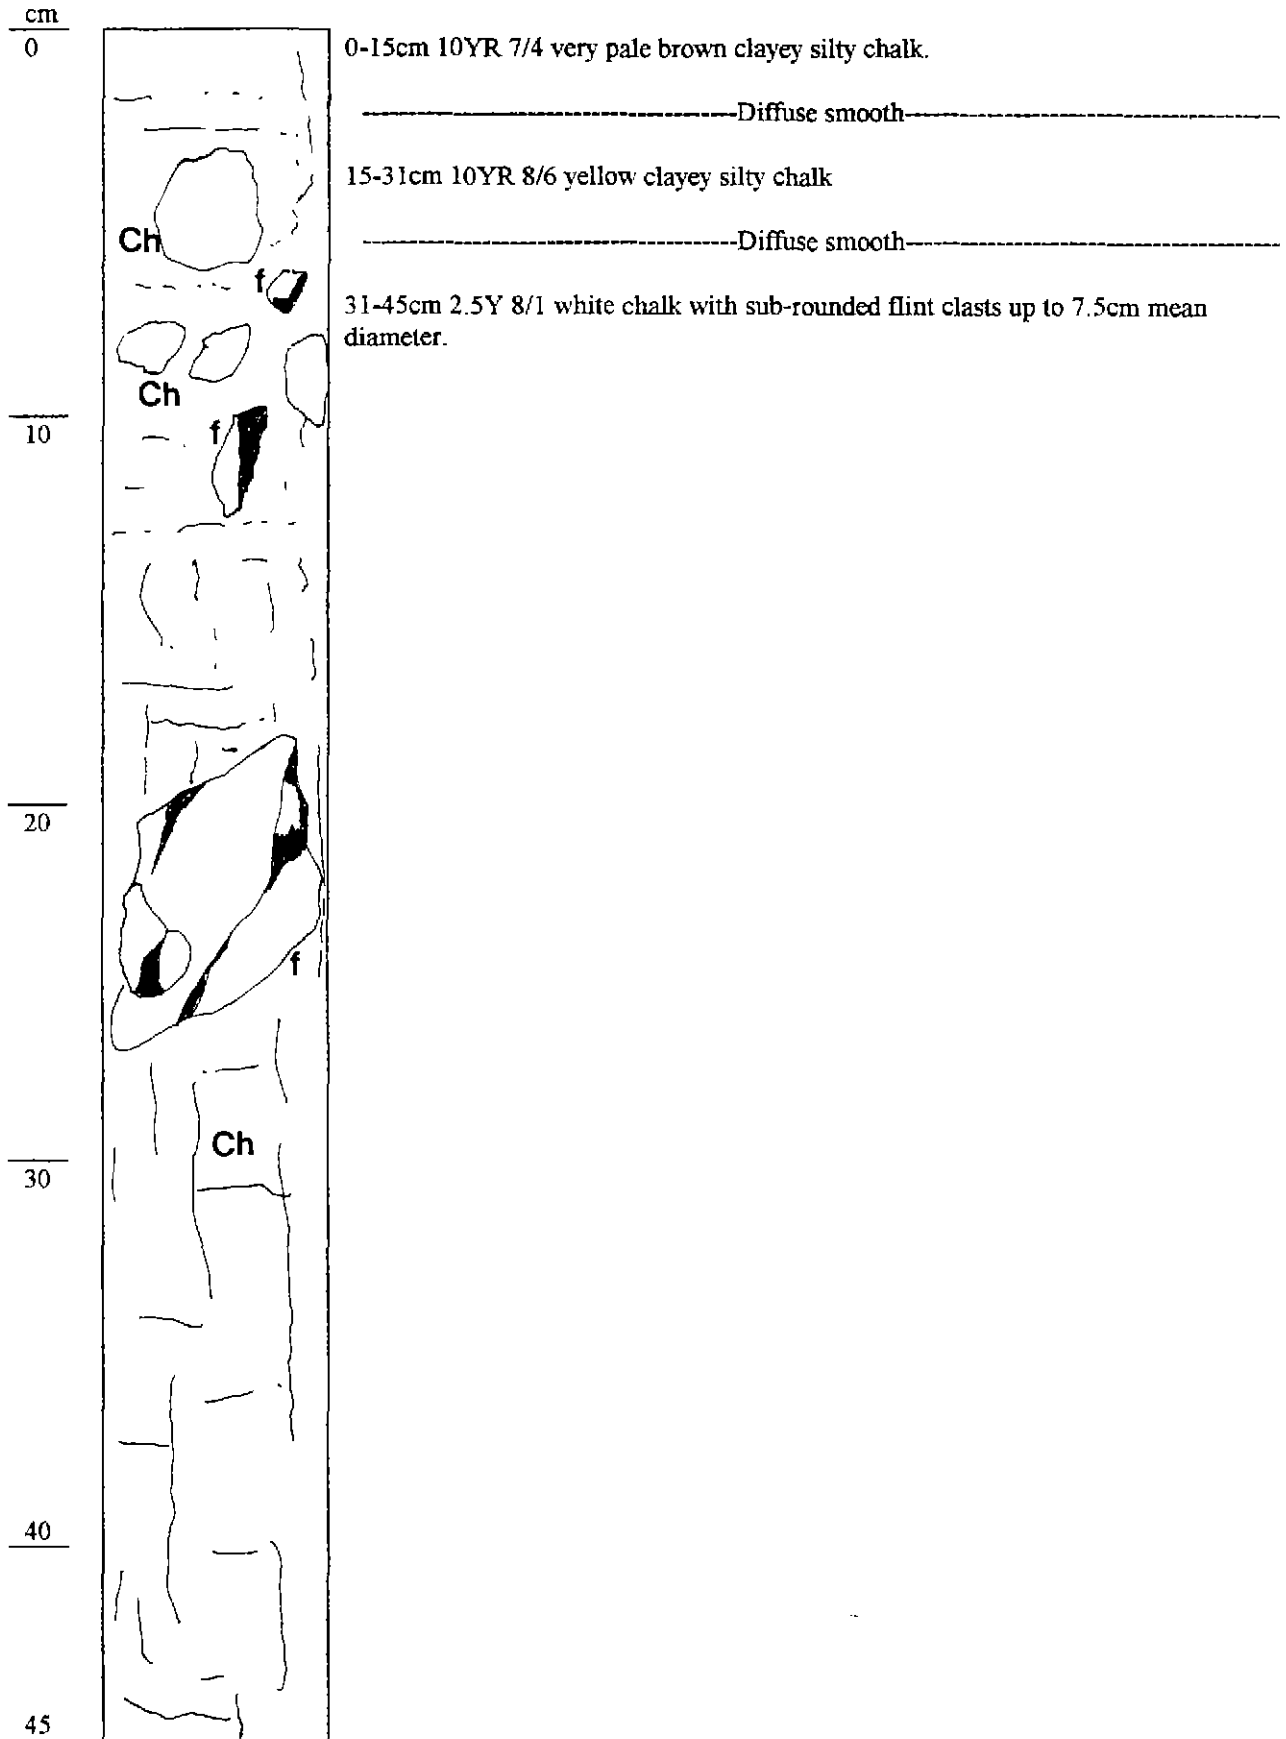 cm
0
0-15cm 10YR 7/4 very pale brown clayey silty chalk.
Diffuse smooth
15-31cm 10YR 8/6 yellow clayey silty chalk
Ch
Diffuse smooth
f
31-45cm 2.5Y 8/1 white chalk with sub-rounded flint clasts up to 7.5cm mean
diameter.
Ch
10
f
20
f
Ch
30
40
45